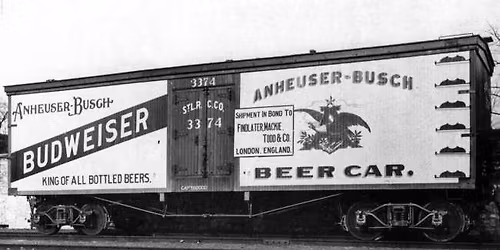 ANHEUSER-BUSCH
BUDWEISER
KING OF ALL BOTTLED BEERS.
3374
ST.L.R.C.CO.
3374
ANHEUSER-BUSCH
SHIPMENT IN BOND TO
FINDLATER, MACKIE,
TODD & CO.
LONDON, ENGLAND.
BEER CAR.